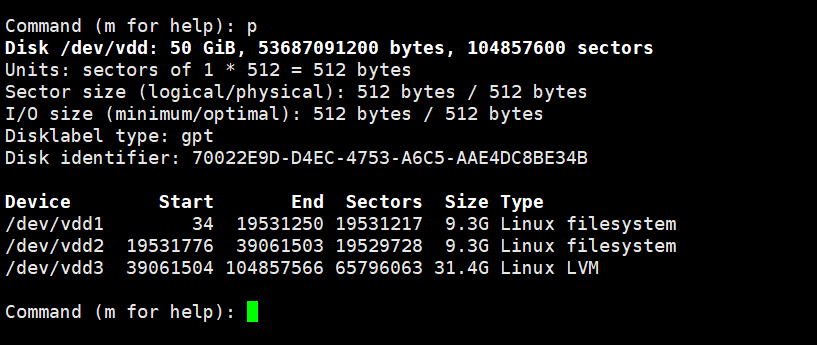 Command (m for help): p
Disk /dev/vdd: 50 GiB, 53687091200 bytes, 104857600 sectors
Units: sectors of 1 * 512 = 512 bytes
Sector size (logical/physical): 512 bytes / 512 bytes
I/O size (minimum/optimal): 512 bytes / 512 bytes
Disklabel type: gpt
Disk identifier: 70022E9D-D4EC-4753-A6C5-AAE4DC8BE34B
Device Start End Sectors Size Type
/dev/vdd1 34 19531250 19531217 9.3G Linux filesystem
/dev/vdd2 19531776 39061503 19529728 9.3G Linux filesystem
/dev/vdd3 39061504 104857566 65796063 31.4G Linux LVM
Command (m for help):